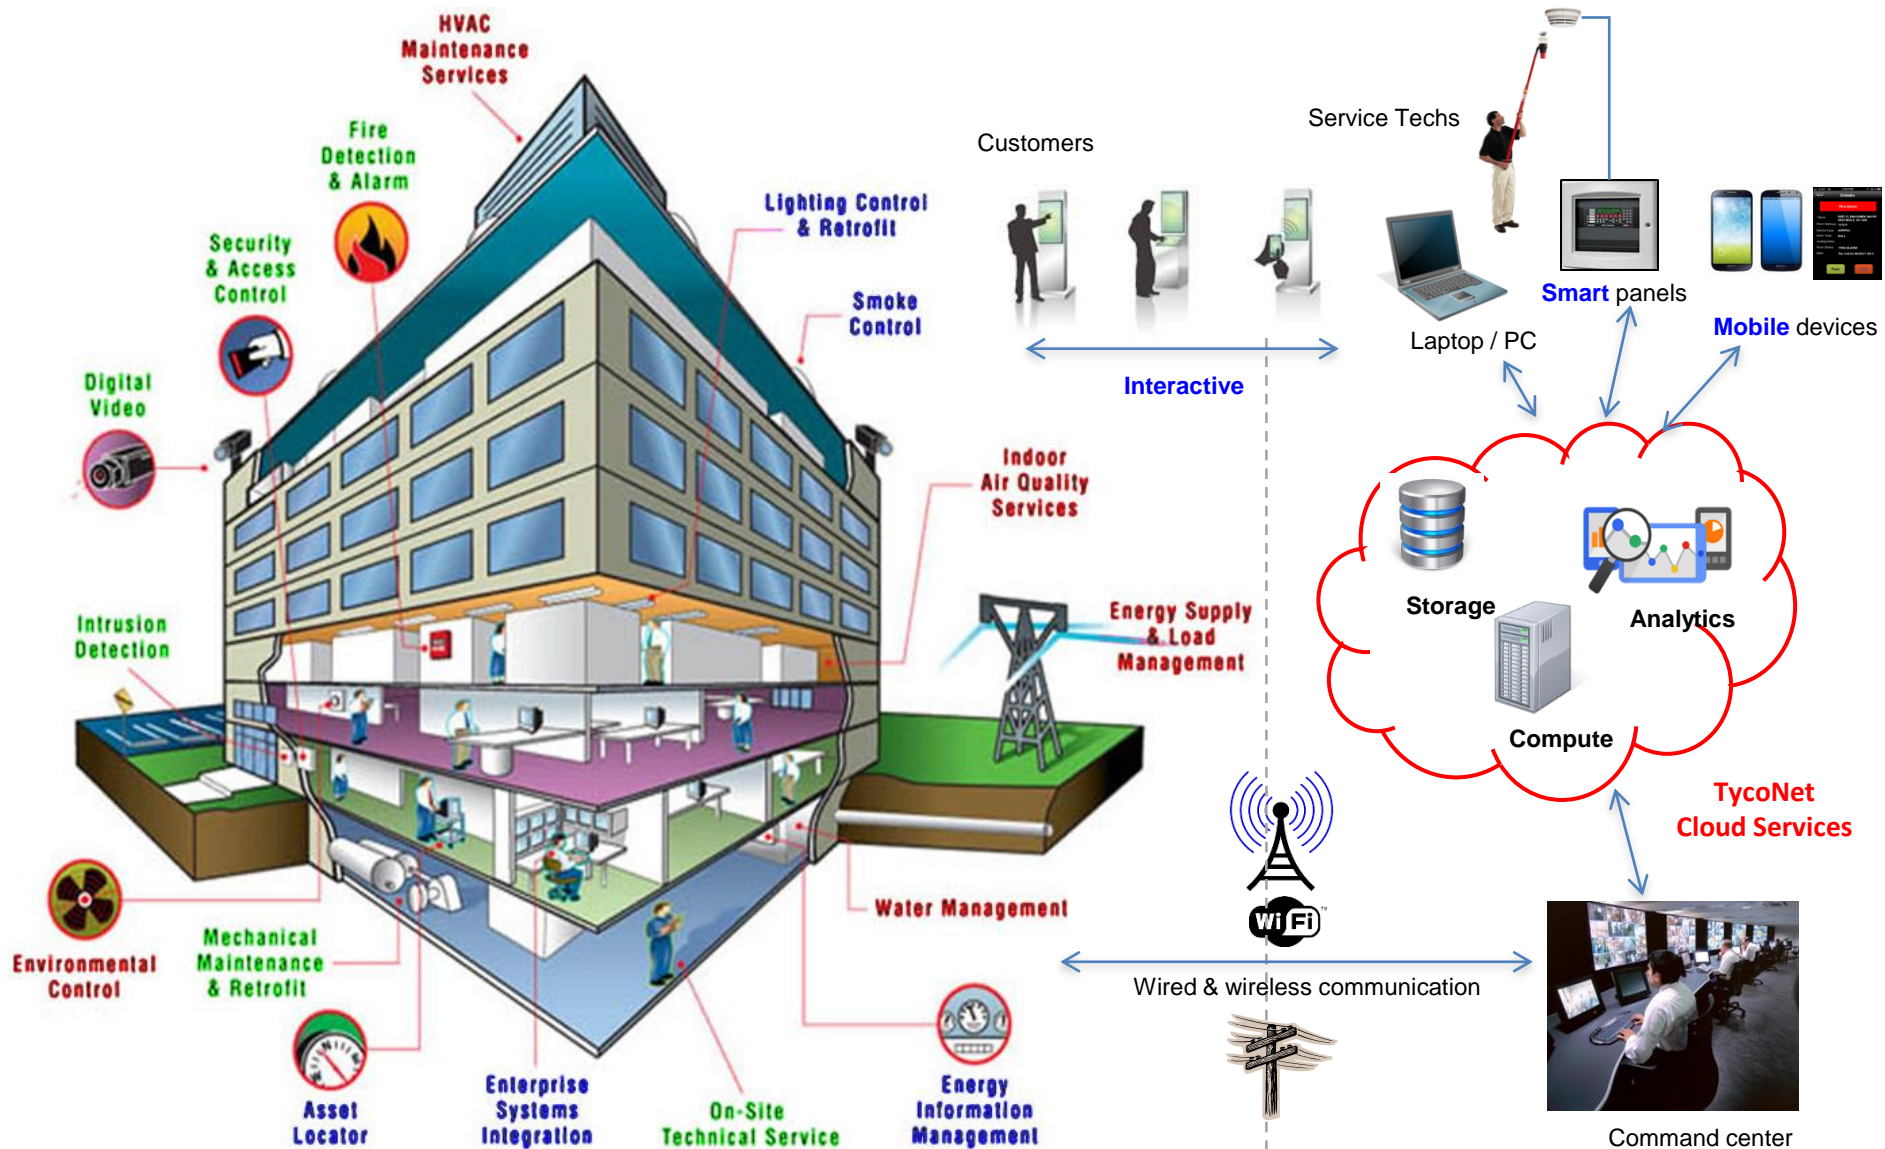 HVAC
Maintenance
Services
Fire
Detection
& Alarm
Security
& Access
Control
Digital
Video
Intrusion
Detection
Environmental
Control
Mechanical
Maintenance
& Retrofit
Asset
Locator
Enterprise
Systems
Integration
On-Site
Technical Service
Energy
Information
Management
Water Management
Energy Supply
& Load
Management
Indoor
Air Quality
Services
Smoke
Control
Lighting Control
& Retrofit
Customers
Interactive
Service Techs
Laptop / PC
Smart panels
Mobile devices
Details
Storage
Analytics
Compute
TycoNet
Cloud Services
WiFi™
Wired & wireless communication
Command center